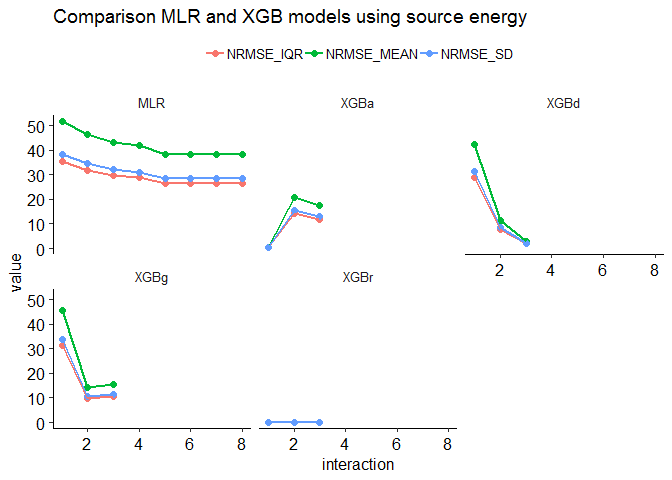 Comparison MLR and XGB models using source energy
NRMSE_IQR NRMSE_MEAN NRMSE_SD
MLR XGBa XGBd
50
40
30
20
10
0
2 4 6 8
XGBg XGBr
50
40
30
20
10
0
2 4 6 8 2 4 6 8
value
interaction